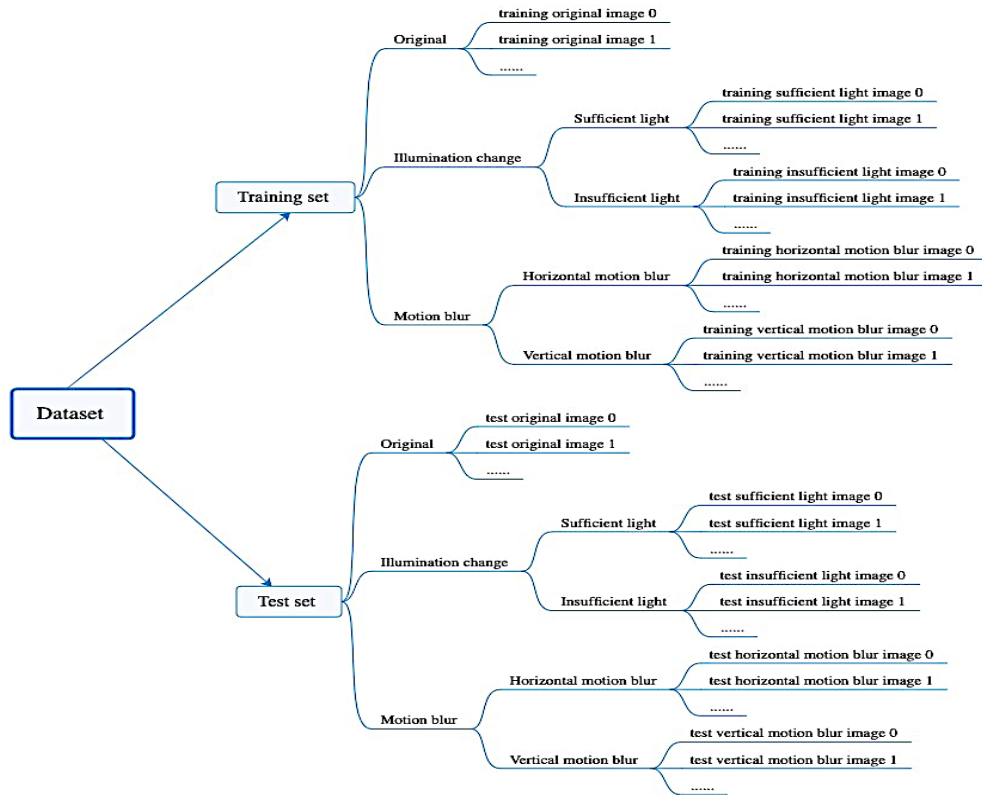 training original image 0
Original
training original image 1
......
training sufficient light image 0
Sufficient light
training sufficient light image 1
......
Illumination change
training insufficient light image 0
Training set
Insufficient light
training insufficient light image 1
......
training horizontal motion blur image 0
Horizontal motion blur
training horizontal motion blur image 1
......
Motion blur
training vertical motion blur image 0
Vertical motion blur
training vertical motion blur image 1
......
Dataset
test original image 0
Original
test original image 1
......
test sufficient light image 0
Sufficient light
test sufficient light image 1
......
Illumination change
test insufficient light image 0
Test set
Insufficient light
test insufficient light image 1
......
test horizontal motion blur image 0
Horizontal motion blur
test horizontal motion blur image 1
......
Motion blur
test vertical motion blur image 0
Vertical motion blur
test vertical motion blur image 1
......